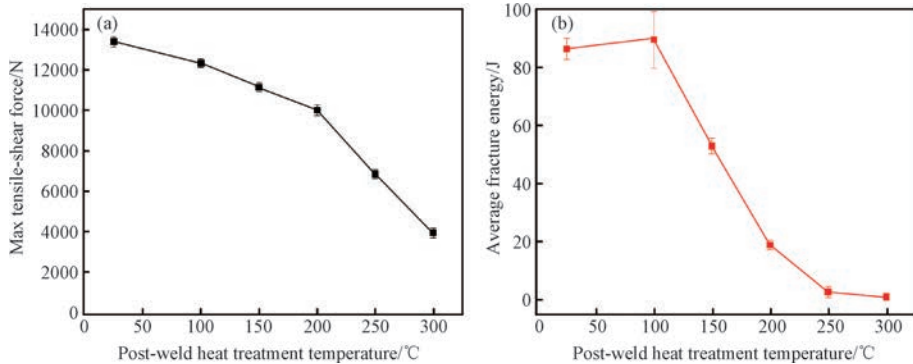 (a)
Max tensile-shear force/N
14000
12000
10000
8000
6000
4000
2000
0
0 50 100 150 200 250 300
Post-weld heat treatment temperature/℃
(b)
Average fracture energy/J
100
80
60
40
20
0
0 50 100 150 200 250 300
Post-weld heat treatment temperature/℃